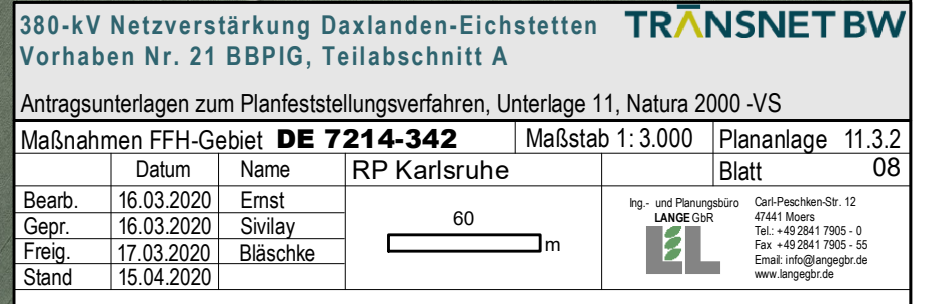 380-kV Netzverstärkung Daxlanden-Eichstetten
TRANSNET BW
Vorhaben Nr. 21 BBPlG, Teilabschnitt A
Antragsunterlagen zum Planfeststellungsverfahren, Unterlage 11, Natura 2000 -VS
Maßnahmen FFH-Gebiet DE 7214-342 Maßstab 1: 3.000 Plananlage 11.3.2
Datum Name RP Karlsruhe Blatt 08
Bearb. 16.03.2020 Ernst
Gepr. 16.03.2020 Sivilay
Freig. 17.03.2020 Bläschke
Stand 15.04.2020
60
m
Ing.- und Planungsbüro
LANGE GbR
Carl-Peschken-Str. 12
47441 Moers
Tel.: +49 2841 7905 - 0
Fax +49 2841 7905 - 55
Email: info@langegbr.de
www.langegbr.de